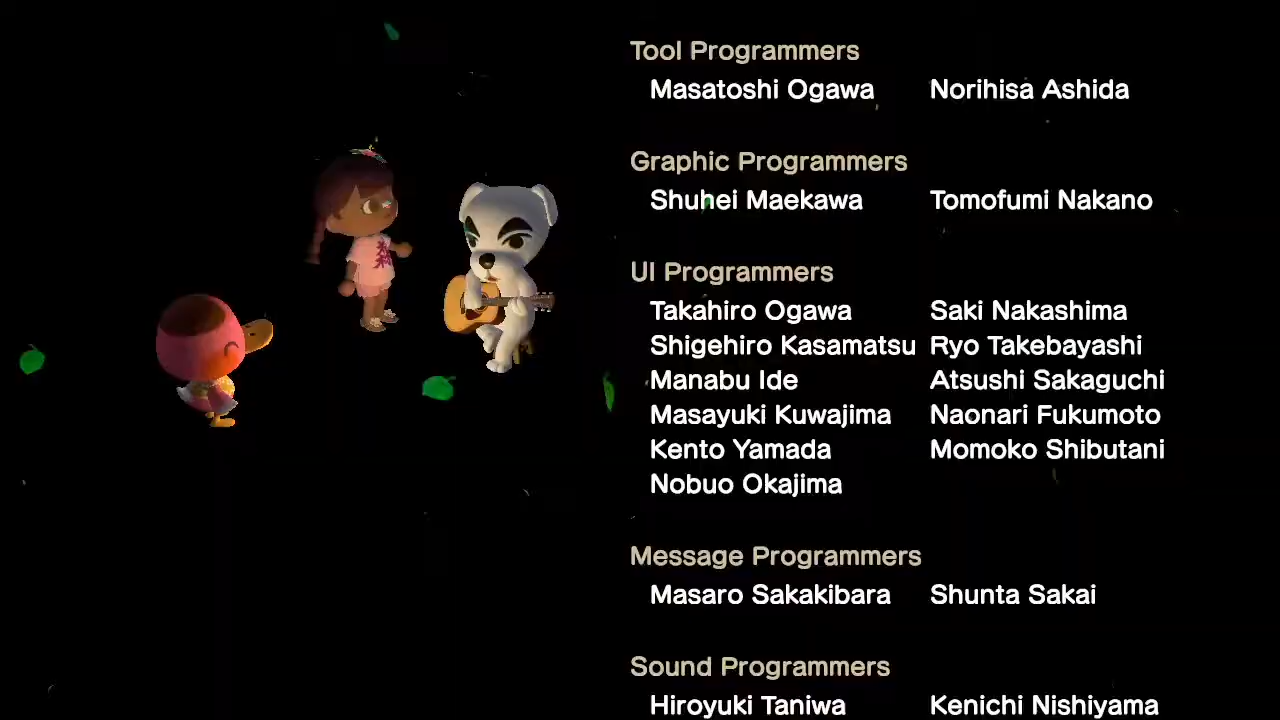 Tool Programmers
Masatoshi Ogawa Norihisa Ashida
Graphic Programmers
Shuhei Maekawa Tomofumi Nakano
UI Programmers
Takahiro Ogawa Saki Nakashima
Shigehiro Kasamatsu Ryo Takebayashi
Manabu Ide Atsushi Sakaguchi
Masayuki Kuwajima Naonari Fukumoto
Kento Yamada Momoko Shibutani
Nobuo Okajima
Message Programmers
Masaro Sakakibara Shunta Sakai
Sound Programmers
Hiroyuki Taniwa Kenichi Nishiyama